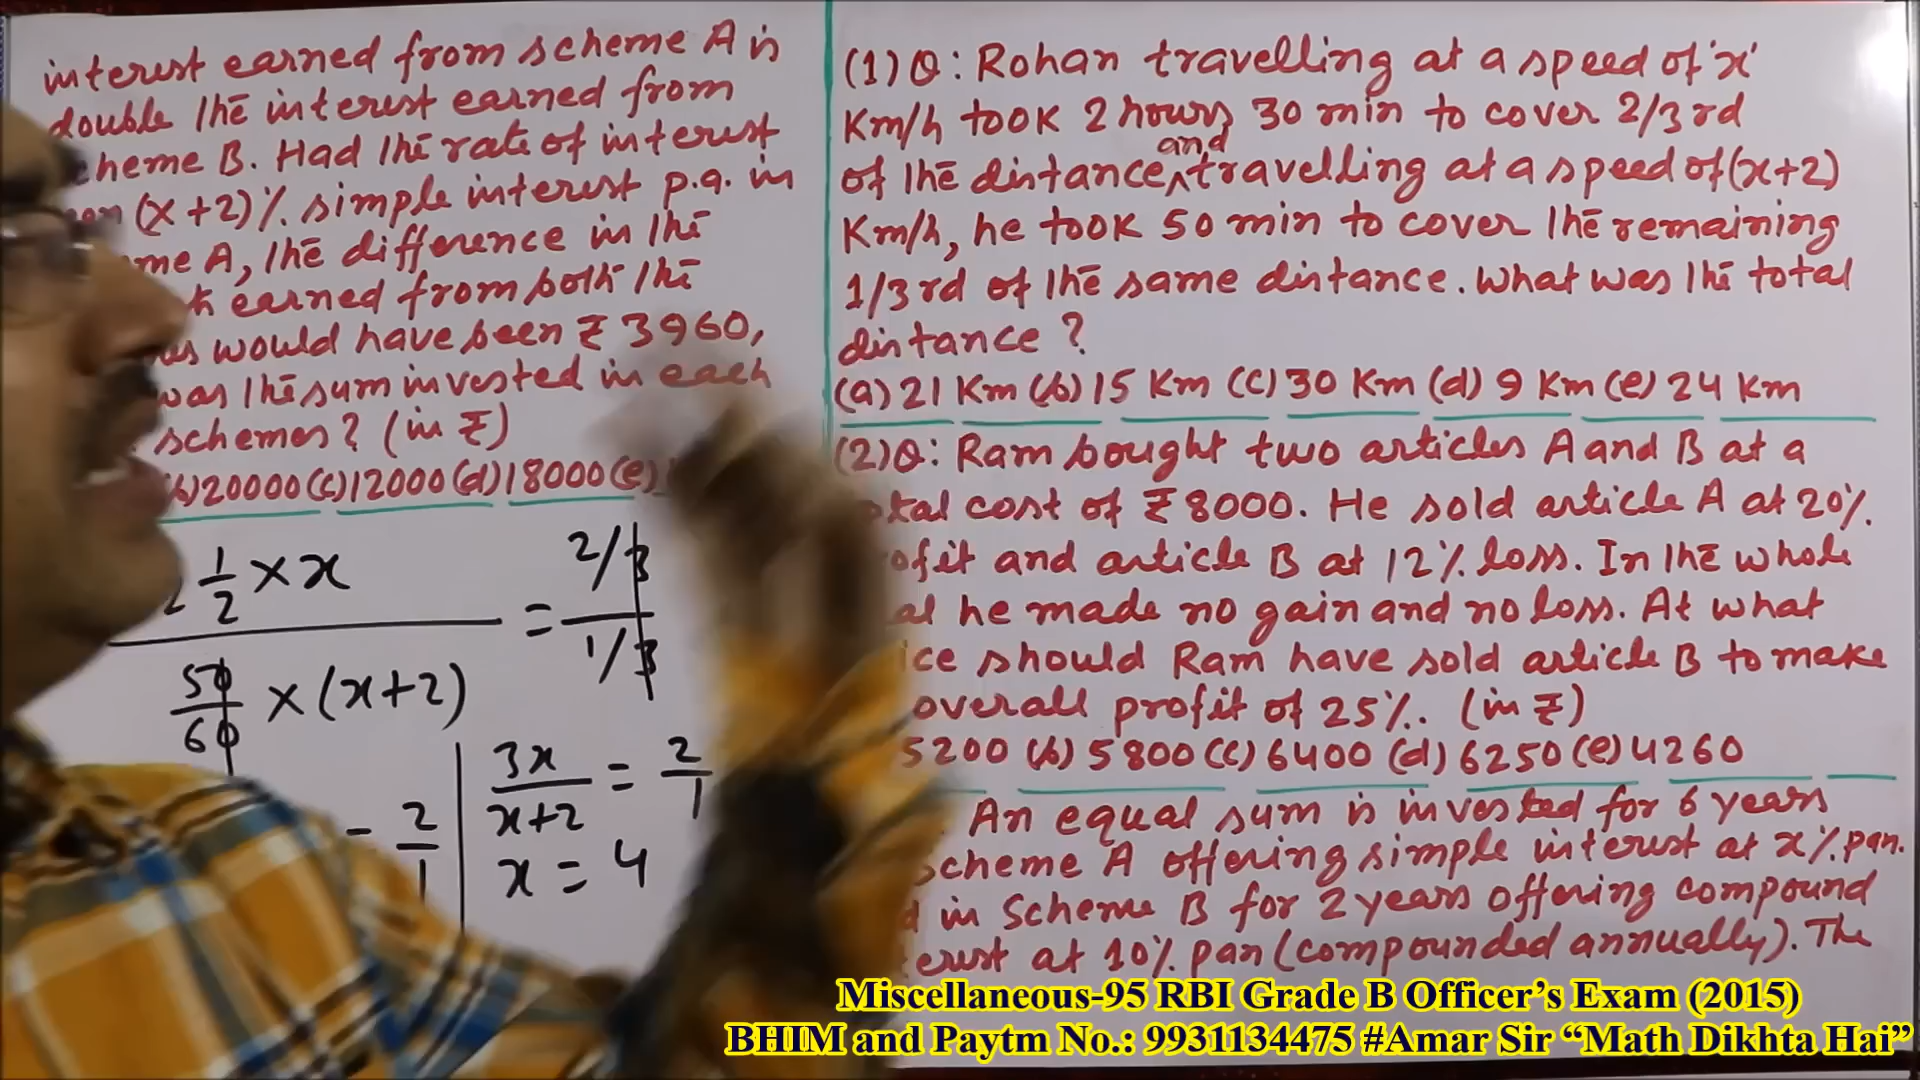 interest earned from scheme A is
double the interest earned from
scheme B. Had the rate of interest
(x+2)% simple interest p.a. in
A, the difference in the
earned from both the
would have been ₹ 3960,
was the sum invested in each
schemes? (in ₹)
20000 (c) 12000 (d) 18000 (e)
1/2 × x
= 2/3
1/3
50/60 × (x+2)
2/1
3x/x+2 = 2/1
x = 4
(1) Q: Rohan travelling at a speed of 'x'
Km/h took 2 hours 30 min to cover 2/3 rd
of the distance, and travelling at a speed of (x+2)
Km/h, he took 50 min to cover the remaining
1/3 rd of the same distance. What was the total
distance?
(a) 21 Km (b) 15 Km (c) 30 Km (d) 9 Km (e) 24 Km
(2) Q: Ram bought two articles A and B at a
total cost of ₹ 8000. He sold article A at 20%
and article B at 12% loss. In the whole
he made no gain and no loss. At what
should Ram have sold article B to make
overall profit of 25%. (in ₹)
5200 (b) 5800 (c) 6400 (d) 6250 (e) 4260
An equal sum is invested for 6 years
scheme A offering simple interest at x% p.a.
in Scheme B for 2 years offering compound
at 10% p.a. (compounded annually). The
Miscellaneous-95 RBI Grade B Officer's Exam (2015)
BHIM and Paytm No.: 9931134475 #Amar Sir “Math Dikhta Hai”